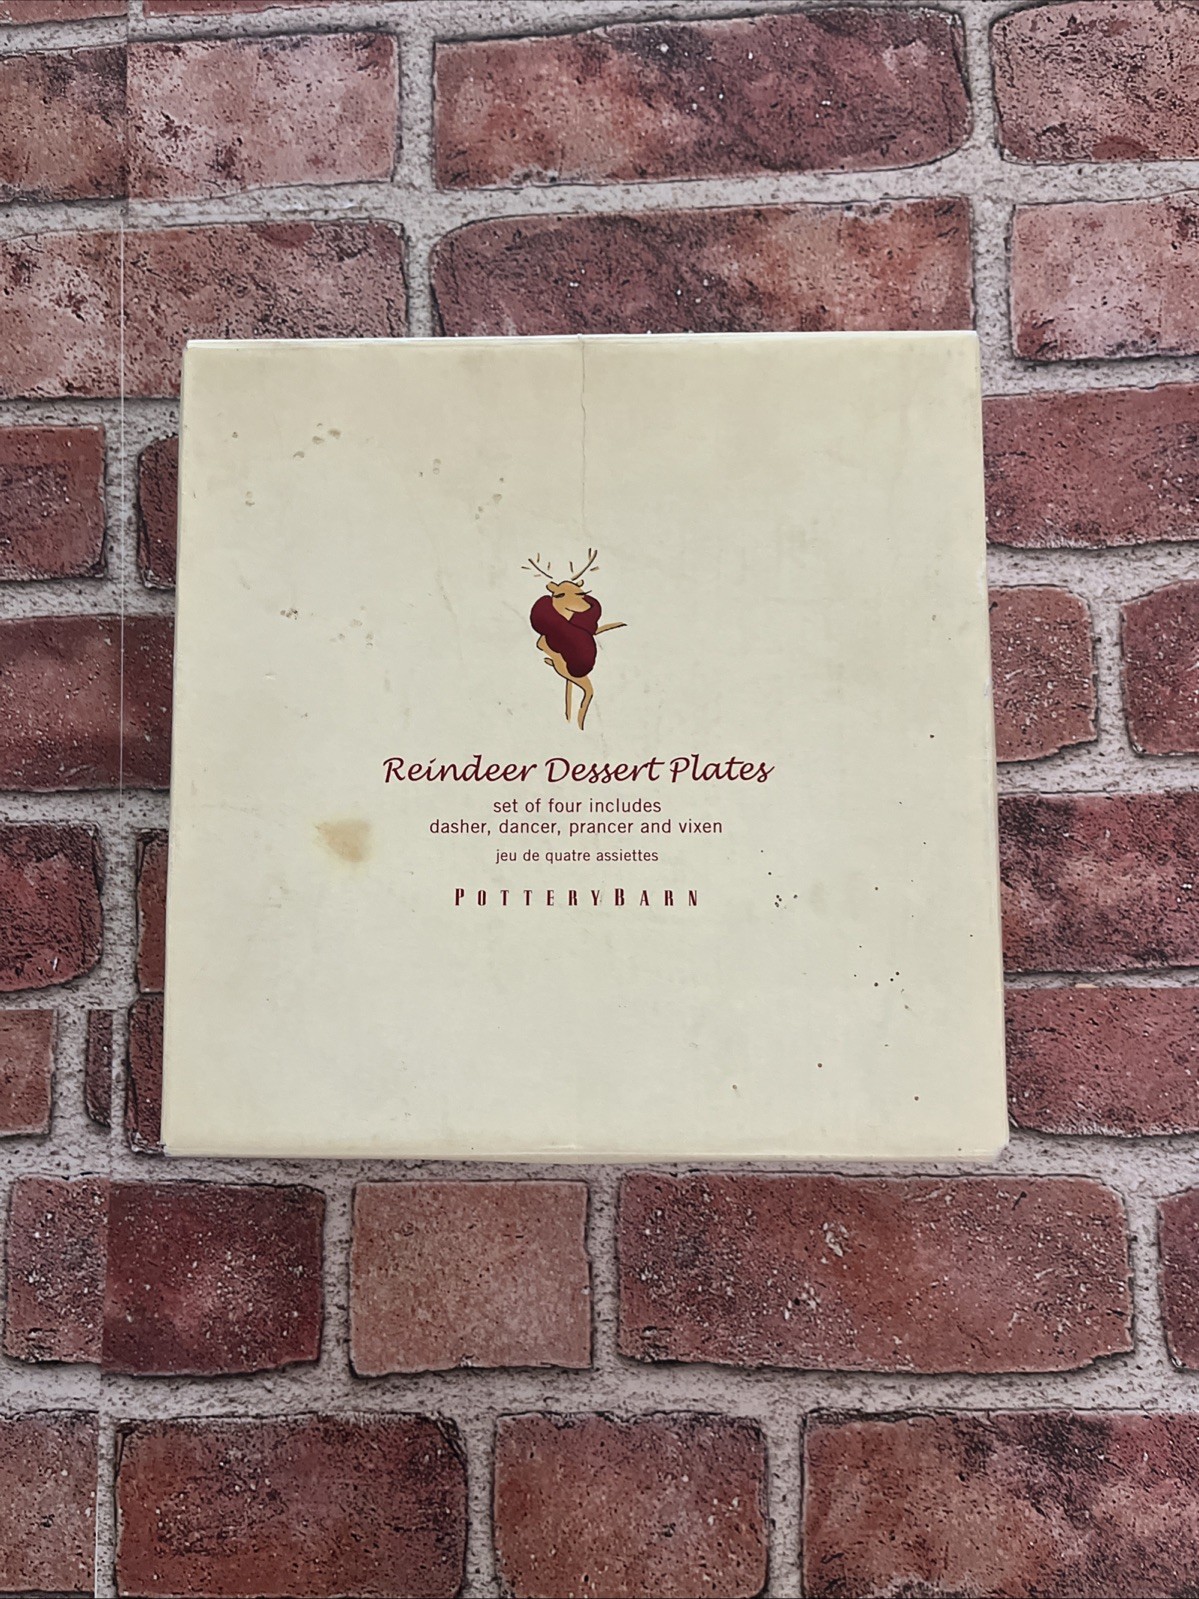 Reindeer Dessert Plates
set of four includes
dasher, dancer, prancer and vixen
jeu de quatre assiettes
POTTERYBARN